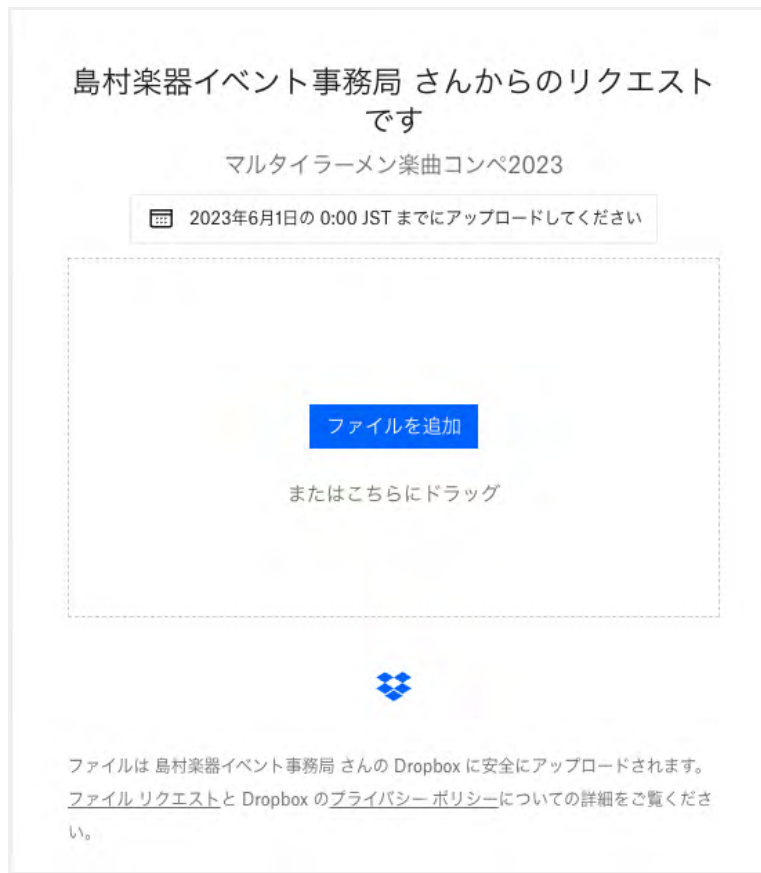 島村楽器イベント事務局 さんからのリクエスト
です
マルタイラーメン楽曲コンペ2023
2023年6月1日の 0:00 JST までにアップロードしてください
ファイルを追加
またはこちらにドラッグ
ファイルは 島村楽器イベント事務局 さんの Dropbox に安全にアップロードされます。
ファイル リクエストと Dropbox のプライバシー ポリシーについての詳細をご覧くださ
い。